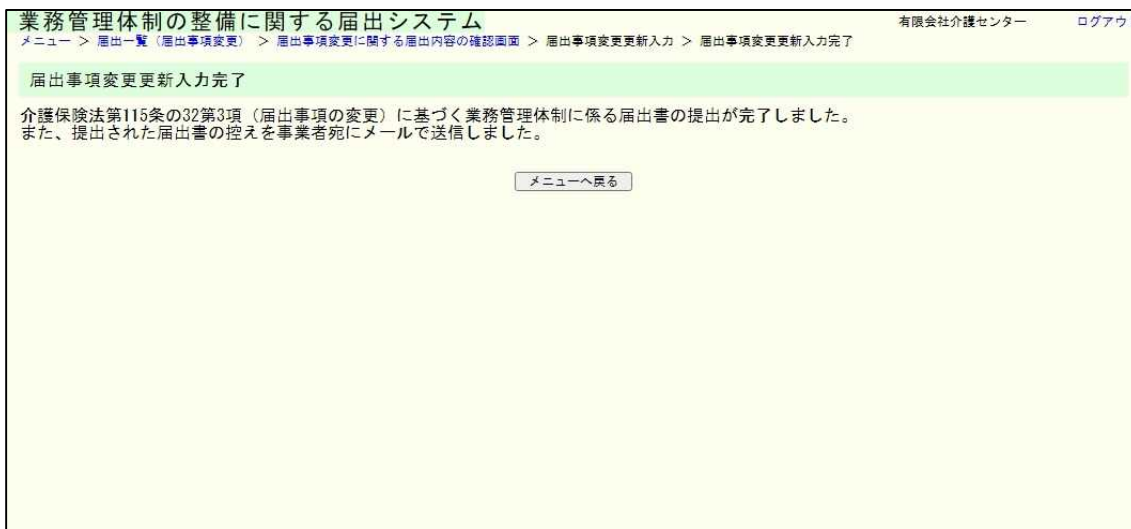 業務管理体制の整備に関する届出システム
有限会社介護センター ログアウ
メニュー > 届出一覧（届出事項変更） > 届出事項変更に関する届出内容の確認画面 > 届出事項変更更新入力 > 届出事項変更更新入力完了
届出事項変更更新入力完了
介護保険法第115条の32第3項（届出事項の変更）に基づく業務管理体制に係る届出書の提出が完了しました。
また、提出された届出書の控えを事業者宛にメールで送信しました。
メニューへ戻る